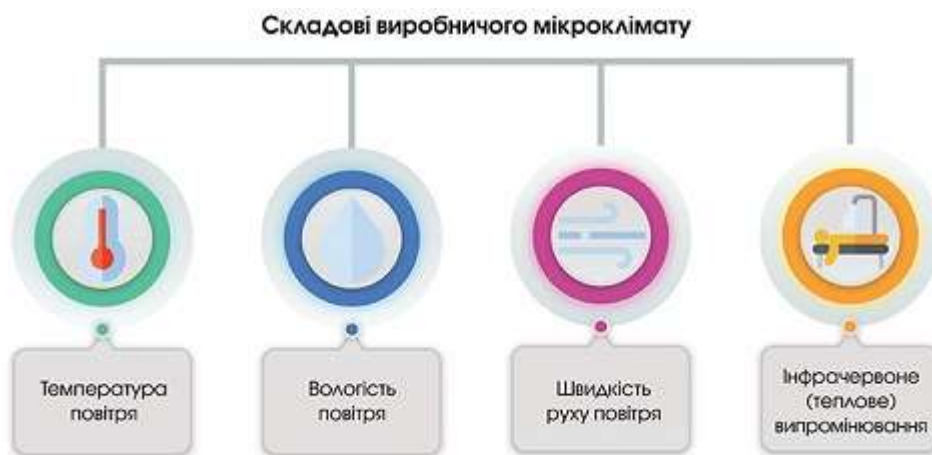 Складові виробничого мікроклімату
Температура
повітря
Вологість
повітря
Швидкість
руху повітря
Інфрачервоне
(теплове)
випромінювання